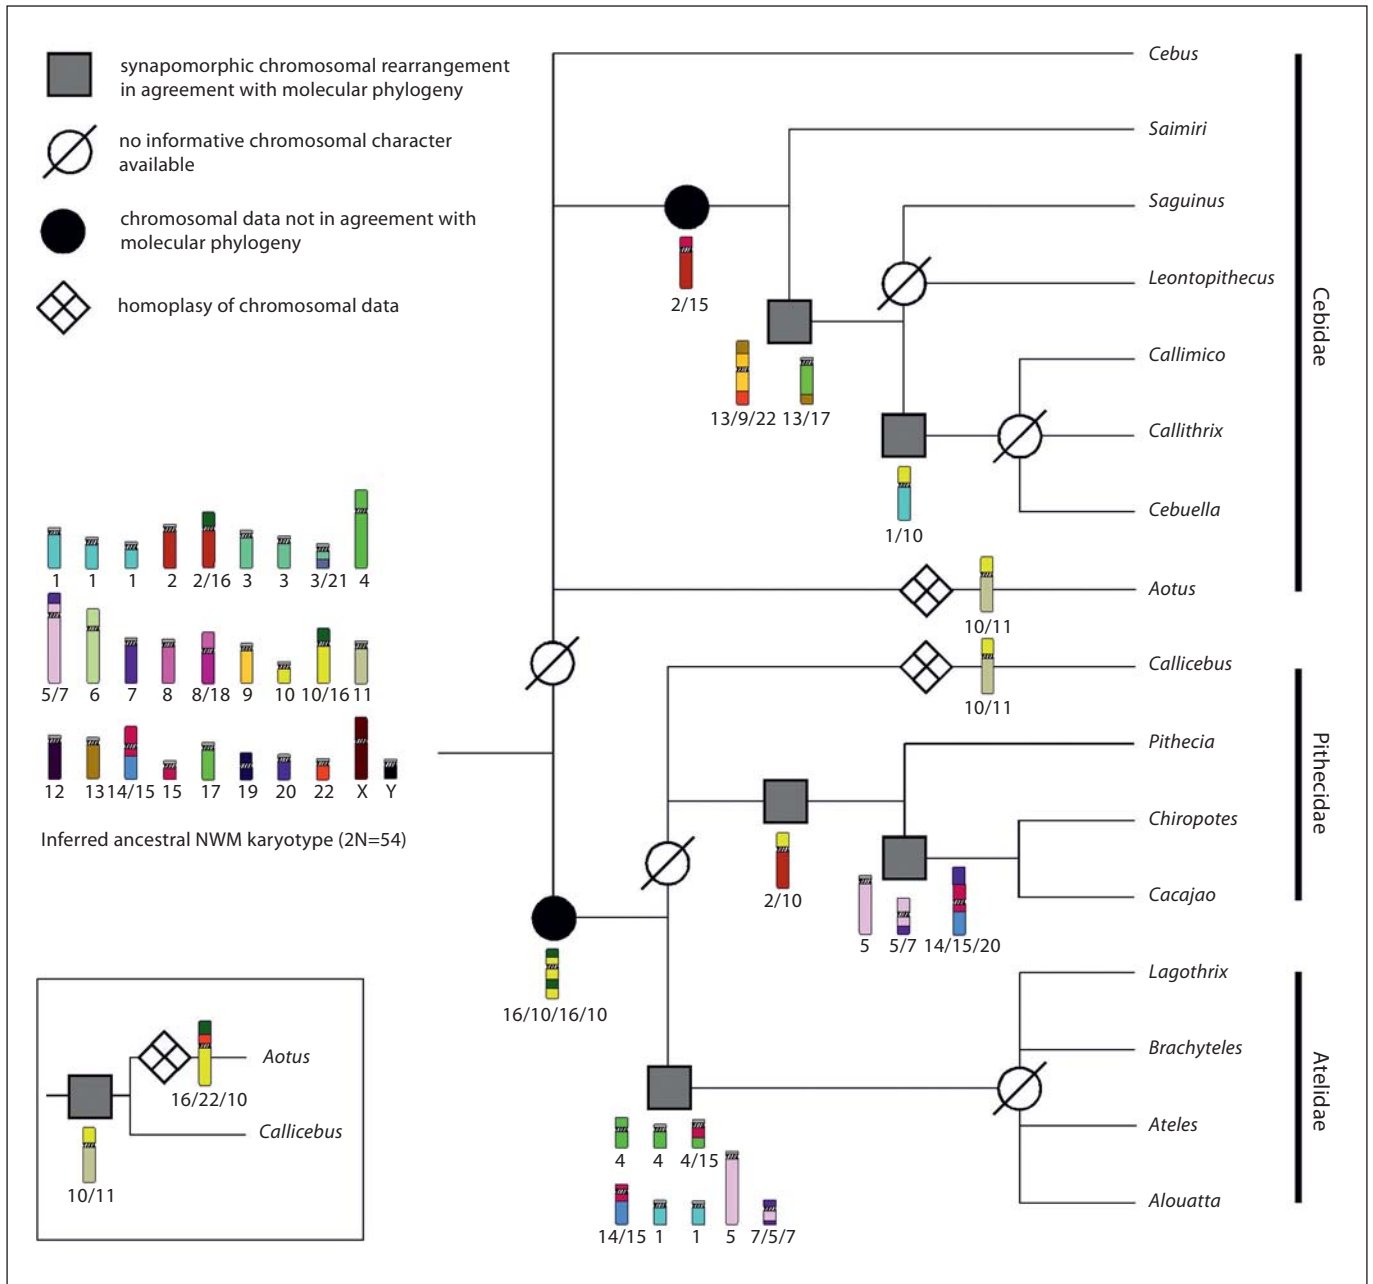 synapomorphic chromosomal rearrangement
in agreement with molecular phylogeny
no informative chromosomal character
available
chromosomal data not in agreement with
molecular phylogeny
homoplasy of chromosomal data
1 1 1 2 2/16 3 3 3/21 4
5/7 6 7 8 8/18 9 10 10/16 11
12 13 14/15 15 17 19 20 22 X Y
Inferred ancestral NWM karyotype (2N=54)
Aotus
16/22/10
Callicebus
10/11
Cebus
Saimiri
Saguinus
2/15
Leontopithecus
Callimico
13/9/22 13/17
Callithrix
Cebuella
1/10
Aotus
10/11
Callicebus
10/11
Pithecia
Chiropotes
2/10
Cacajao
5 5/7 14/15/20
Lagothrix
16/10/16/10
Brachyteles
Ateles
4 4 4/15
Alouatta
14/15 1 1 5 7/5/7
Cebidae
Pithecidae
Atelidae